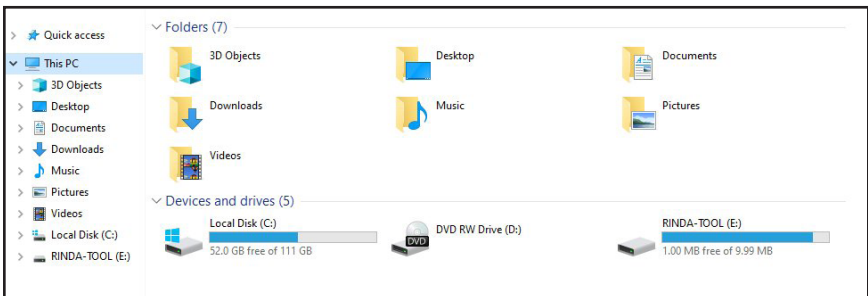 Quick access
This PC
3D Objects
Desktop
Documents
Downloads
Music
Pictures
Videos
Local Disk (C:)
RINDA-TOOL (E:)
Folders (7)
3D Objects
Desktop
Documents
Downloads
Music
Pictures
Videos
Devices and drives (5)
Local Disk (C:)
52.0 GB free of 111 GB
DVD RW Drive (D:)
DVD
RINDA-TOOL (E:)
1.00 MB free of 9.99 MB